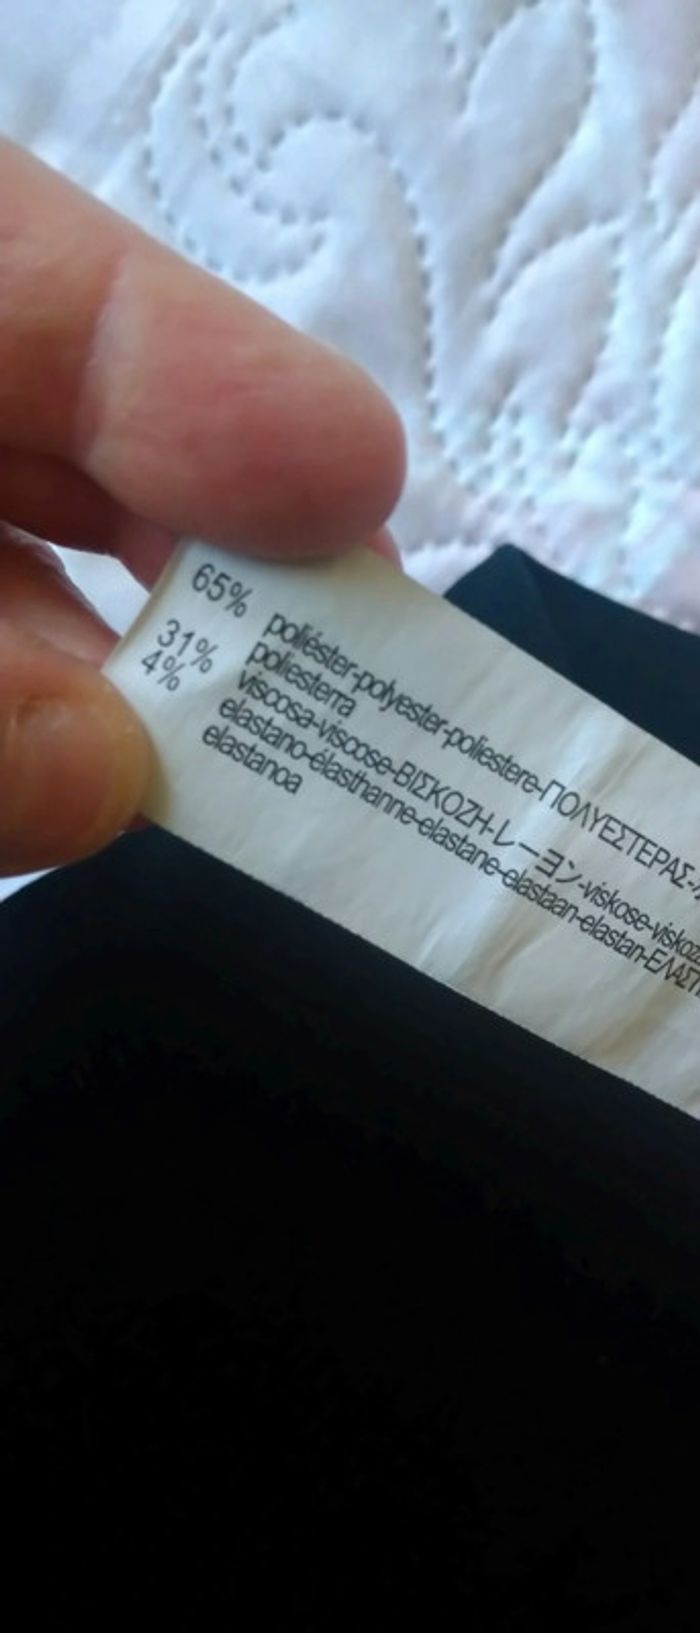 65% poliéster-polyester-poliestere-ΠΟΛΥΕΣΤΕΡΑΣ-
poliesterra
31% viscosa-viscose-ΒΙΣΚΟΖΗ-レーヨン-viskose-viskoza
4% elastano-élasthanne-elastane-elastaan-elastan-ΕΛΑΣΤ
elastanoa